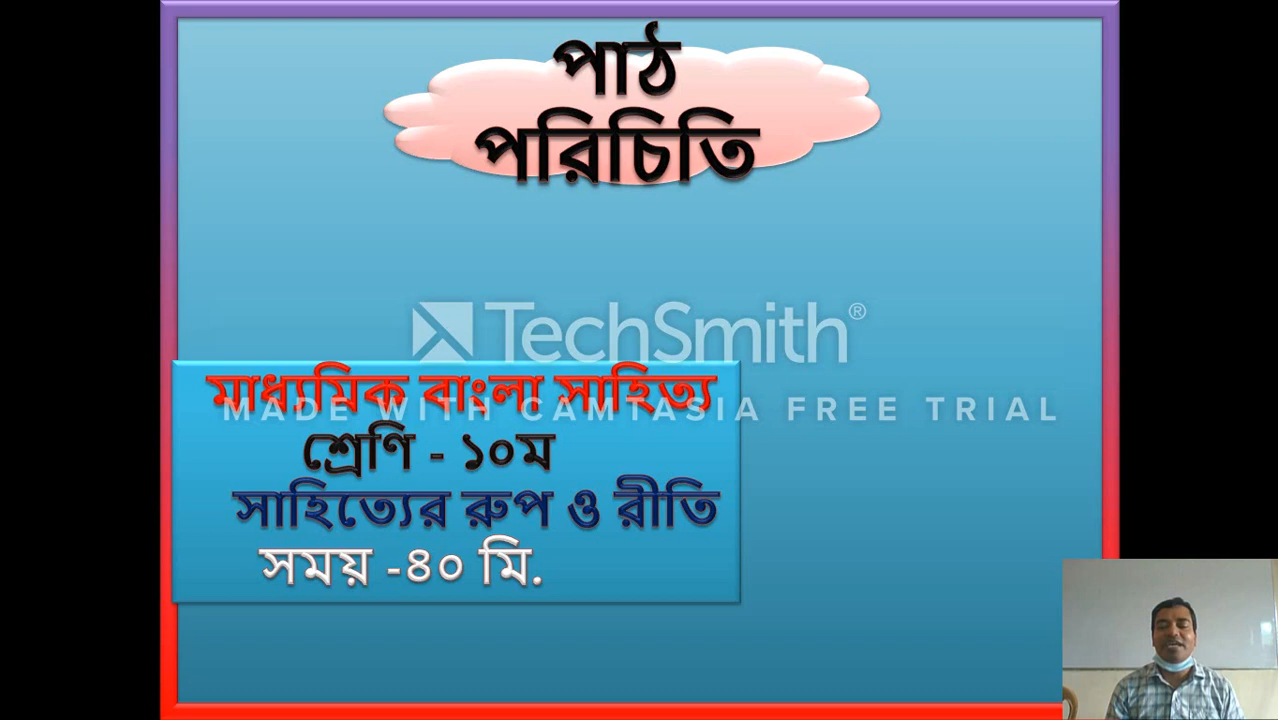 পাঠ
পরিচিতি
TechSmith®
মাধ্যমিক বাংলা সাহিত্য
MADE WITH CAMTASIA FREE TRIAL
শ্রেণি - ১০ম
সাহিত্যের রুপ ও রীতি
সময় -৪০ মি.